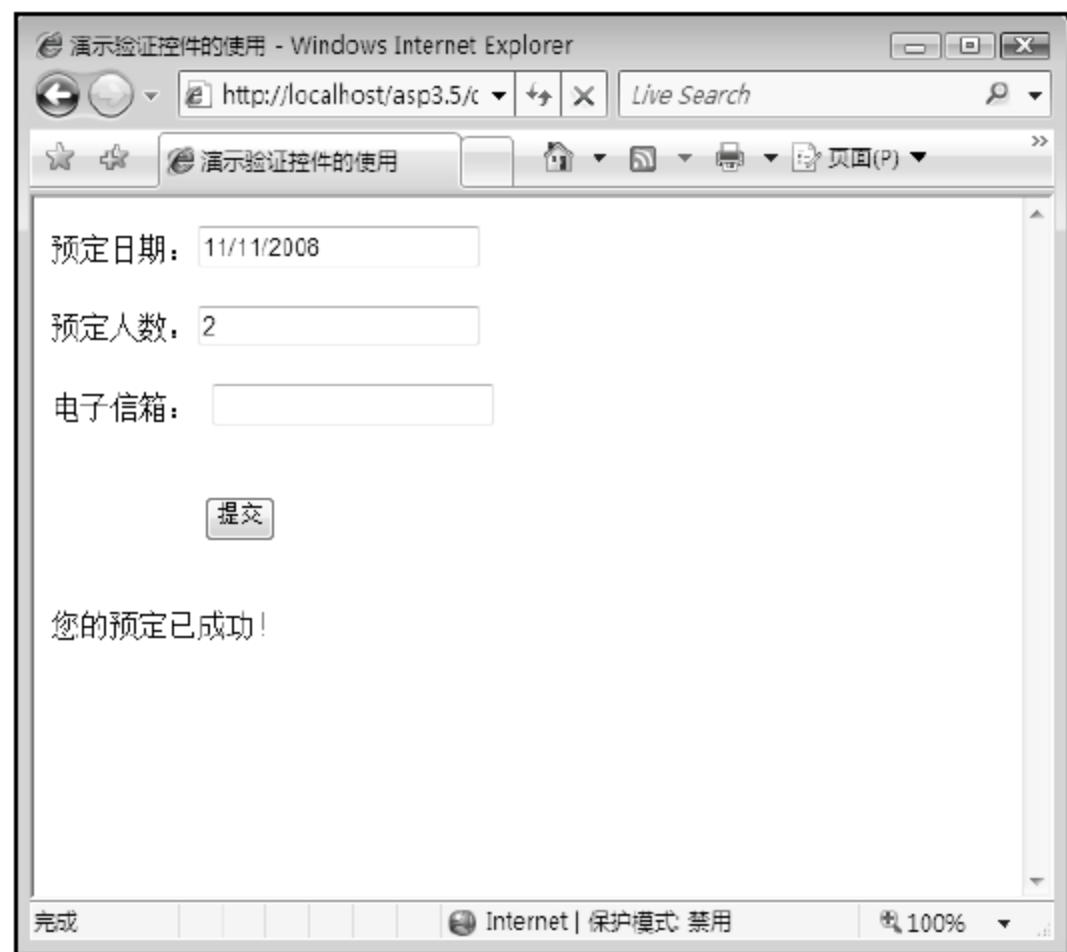 演示验证控件的使用 - Windows Internet Explorer
http://localhost/asp3.5/c
Live Search
演示验证控件的使用
页面(P)
预定日期：11/11/2008
预定人数：2
电子信箱：
提交
您的预定已成功！
完成
Internet | 保护模式: 禁用
100%